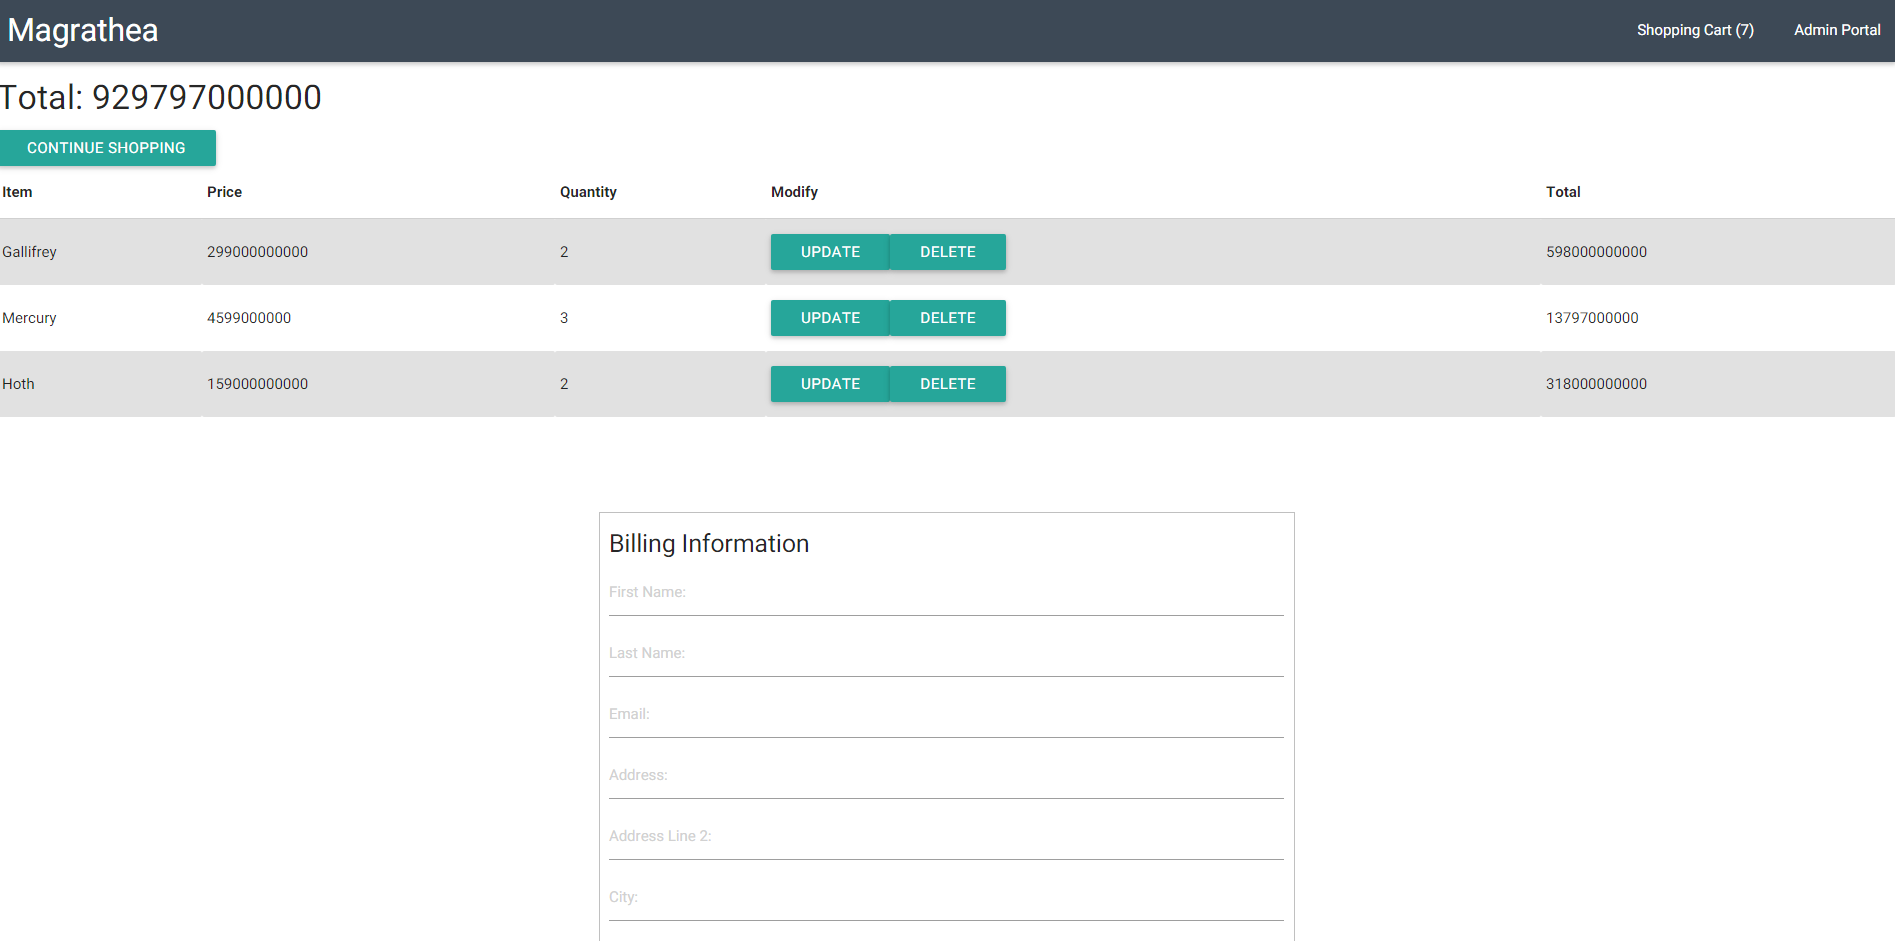 Magrathea Shopping Cart (7) Admin Portal
Total: 929797000000
CONTINUE SHOPPING
Item Price Quantity Modify Total
Gallifrey 299000000000 2 UPDATE DELETE 598000000000
Mercury 4599000000 3 UPDATE DELETE 13797000000
Hoth 159000000000 2 UPDATE DELETE 318000000000
Billing Information
First Name:
Last Name:
Email:
Address:
Address Line 2:
City: